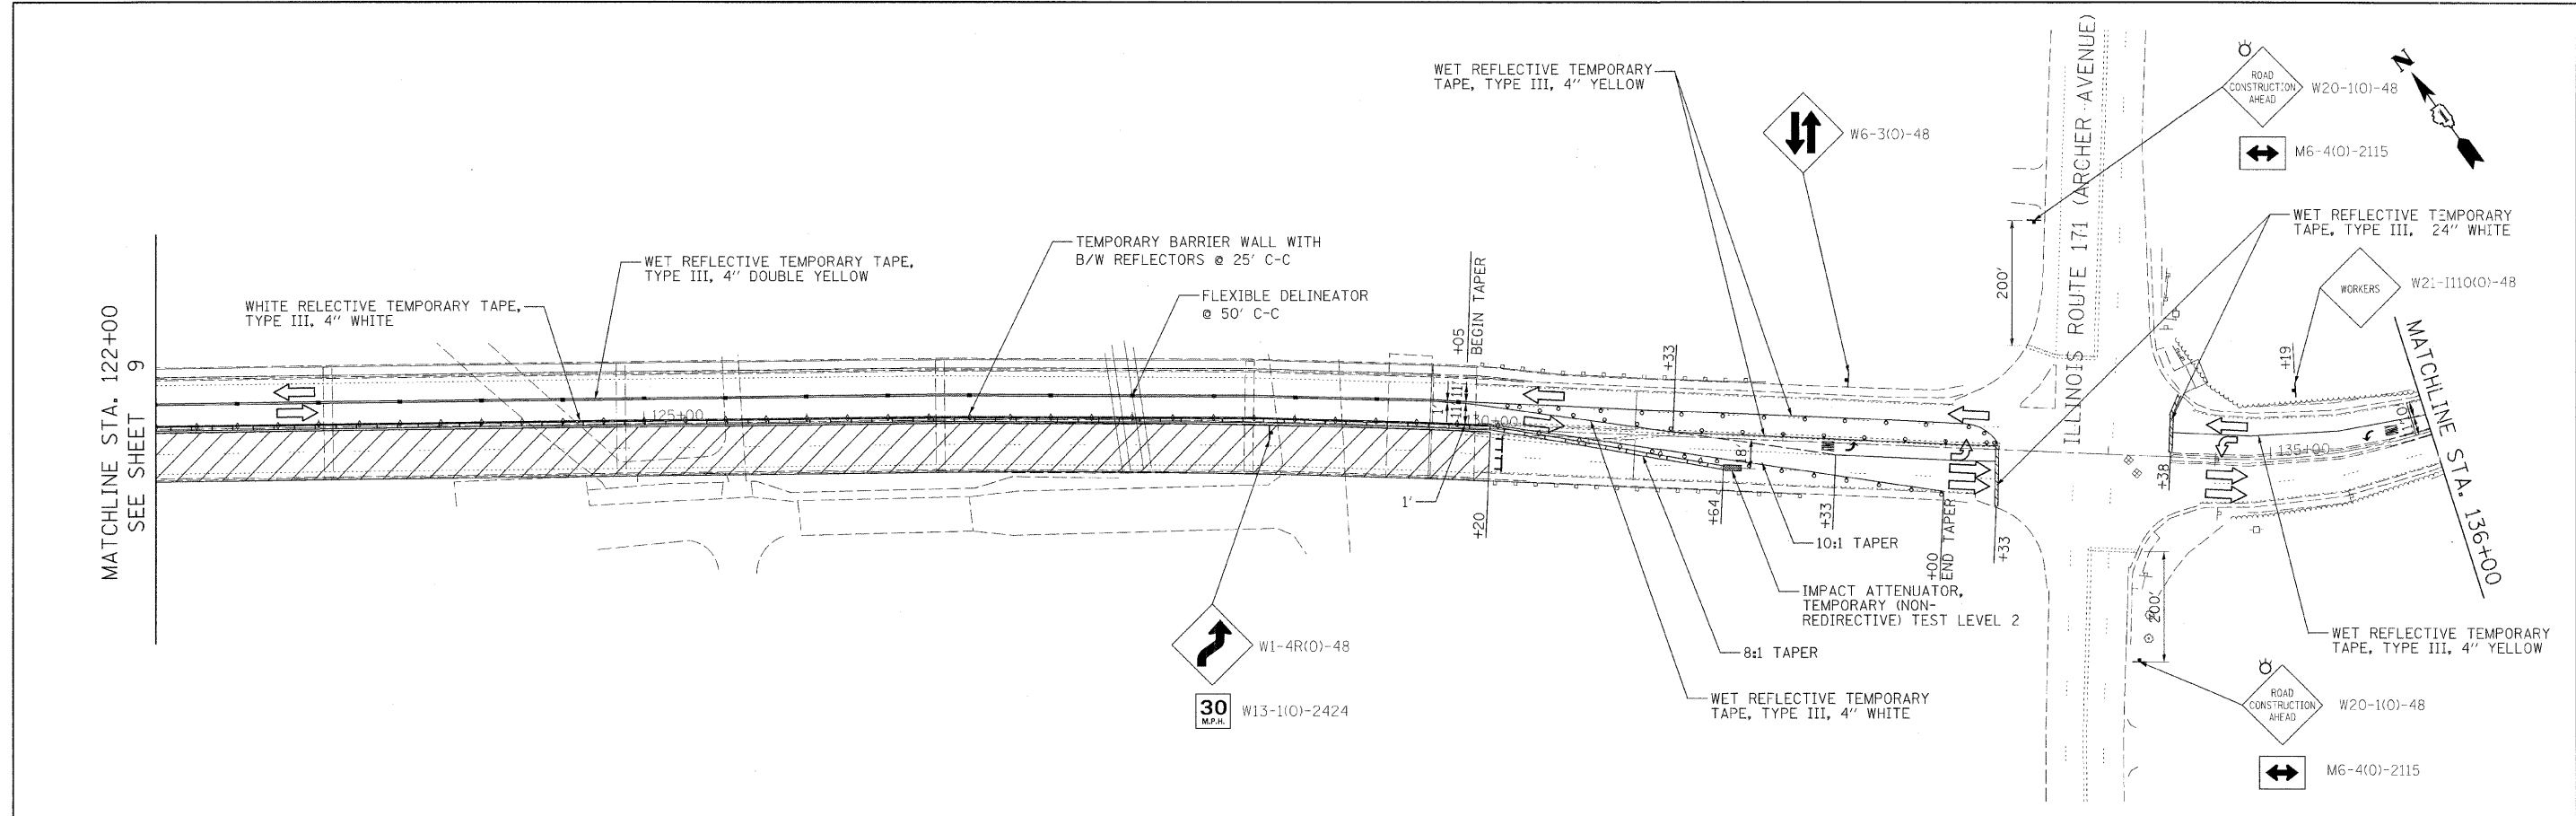 MATCHLINE STA. 122+00
SEE SHEET 9
WHITE RELECTIVE TEMPORARY TAPE,
TYPE III, 4" WHITE
WET REFLECTIVE TEMPORARY TAPE,
TYPE III, 4" DOUBLE YELLOW
TEMPORARY BARRIER WALL WITH
B/W REFLECTORS @ 25' C-C
FLEXIBLE DELINEATOR
@ 50' C-C
125+00
+05
BEGIN TAPER
11'
11'
1'
130+00
+20
W1-4R(O)-48
30
M.P.H.
W13-1(O)-2424
WET REFLECTIVE TEMPORARY
TAPE, TYPE III, 4" YELLOW
W6-3(O)-48
+33
18'
+64
+33
+00
END TAPER
+33
10:1 TAPER
IMPACT ATTENUATOR,
TEMPORARY (NON-
REDIRECTIVE) TEST LEVEL 2
8:1 TAPER
WET REFLECTIVE TEMPORARY
TAPE, TYPE III, 4" WHITE
200'
ILLINOIS ROUTE 171 (ARCHER AVENUE)
ROAD
CONSTRUCTION
AHEAD
W20-1(O)-48
M6-4(O)-2115
N
WET REFLECTIVE TEMPORARY
TAPE, TYPE III, 24" WHITE
WORKERS
W21-I110(O)-48
+19
+38
135+00
10'
MATCHLINE STA. 136+00
200'
WET REFLECTIVE TEMPORARY
TAPE, TYPE III, 4" YELLOW
ROAD
CONSTRUCTION
AHEAD
W20-1(O)-48
M6-4(O)-2115